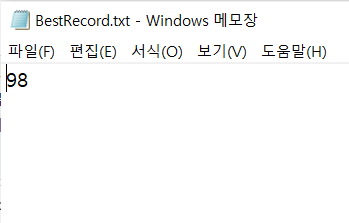 BestRecord.txt - Windows 메모장
파일(F) 편집(E) 서식(O) 보기(V) 도움말(H)
98